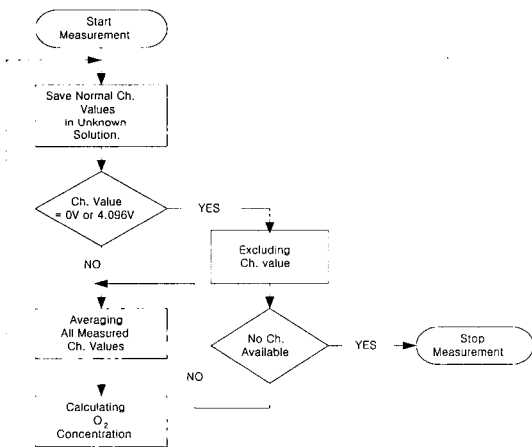 Start
Measurement
Save Normal Ch.
Values
in Unknown
Solution.
Ch. Value
= 0V or 4.096V
YES
NO
Excluding
Ch. value
Averaging
All Measured
Ch. Values
No Ch.
Available
YES
Stop
Measurement
NO
Calculating
O2
Concentration